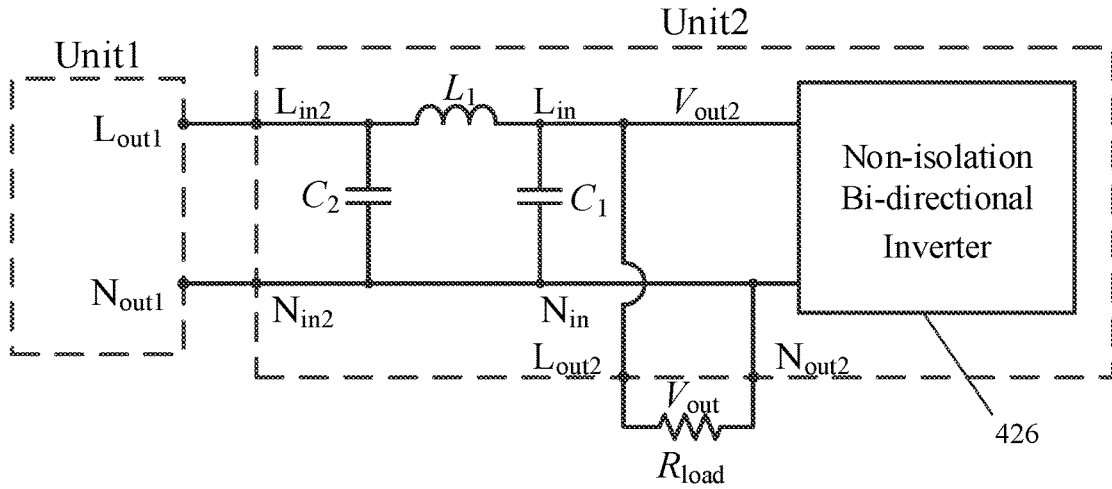 Unit2
Unit1
Lout1
Lin2
L1
Lin
Vout2
C2
C1
Non-isolation
Bi-directional
Inverter
Nout1
Nin2
Nin
Lout2
Nout2
Vout
Rload
426